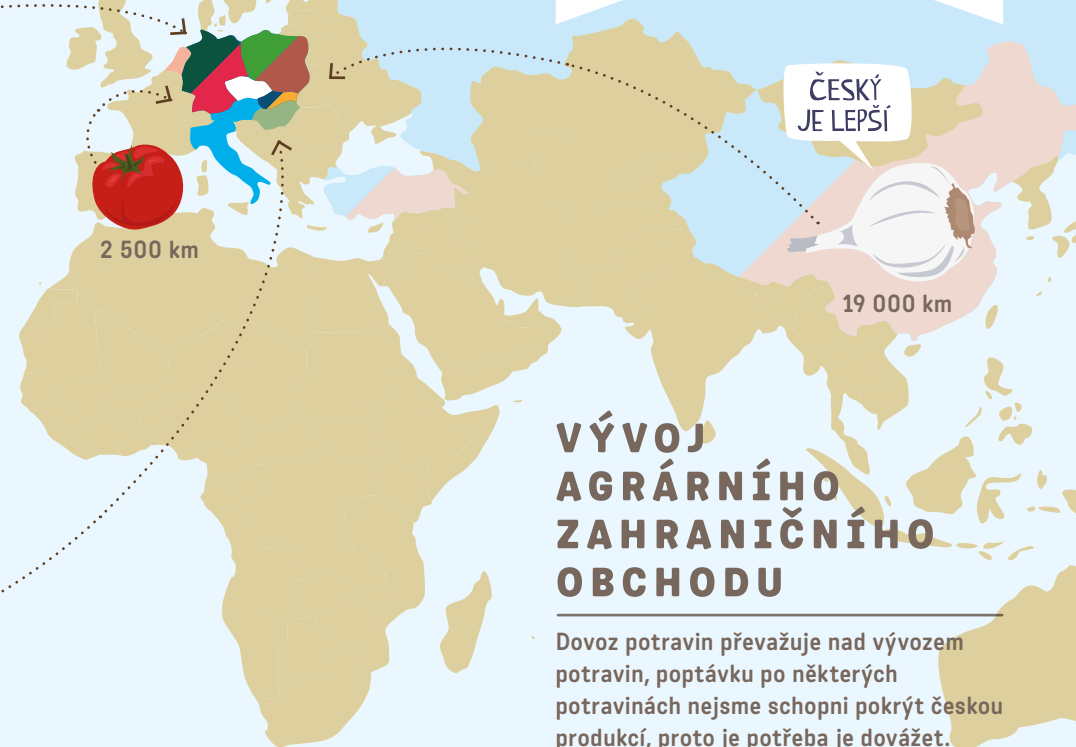 ČESKÝ
JE LEPŠÍ
2 500 km
19 000 km
VÝVOJ
AGRÁRNÍHO
ZAHRANIČNÍHO
OBCHODU
Dovoz potravin převažuje nad vývozem
potravin, poptávku po některých
potravinách nejsme schopni pokrýt českou
produkcí, proto je potřeba je dovážet.